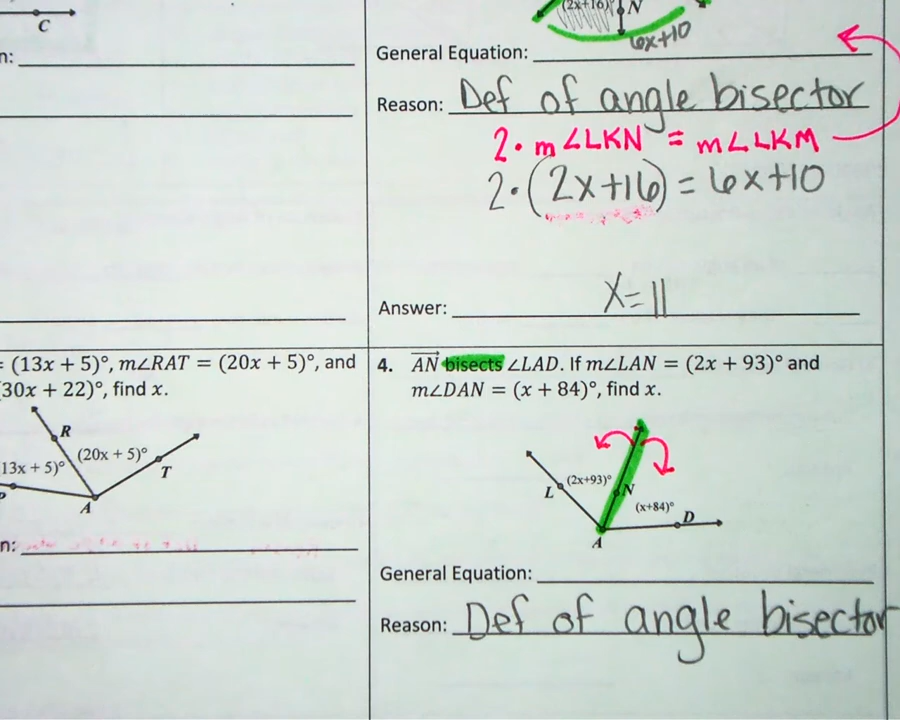 C
n:
(2x+16)°
N
6x+10
General Equation:
Reason: Def of angle bisector
2·m∠LKN = m∠LKM
2·(2x+16) = 6x+10
Answer: X=11
= (13x + 5)°, m∠RAT = (20x + 5)°, and
(30x + 22)°, find x.
R
(20x + 5)°
13x + 5)°
T
P
A
n:
4. AN bisects ∠LAD. If m∠LAN = (2x + 93)° and
m∠DAN = (x + 84)°, find x.
(2x+93)°
L
N
(x+84)°
D
A
General Equation:
Reason: Def of angle bisector